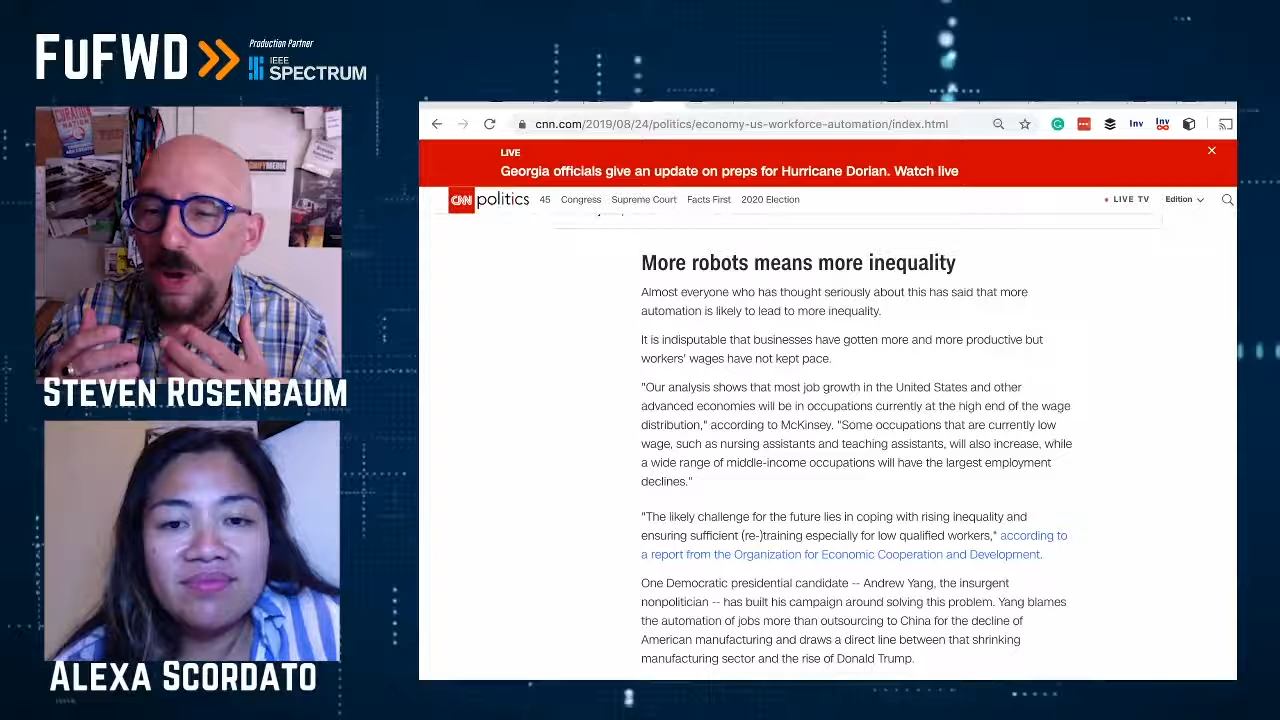 FuFWD
Production Partner
IEEE
SPECTRUM
CURATION
NATION
STEVEN ROSENBAUM
ALEXA SCORDATO
cnn.com/2019/08/24/politics/economy-us-workforce-automation/index.html
Inv
Inv
LIVE
Georgia officials give an update on preps for Hurricane Dorian. Watch live
CNN politics 45 Congress Supreme Court Facts First 2020 Election LIVE TV Edition
More robots means more inequality
Almost everyone who has thought seriously about this has said that more
automation is likely to lead to more inequality.
It is indisputable that businesses have gotten more and more productive but
workers' wages have not kept pace.
"Our analysis shows that most job growth in the United States and other
advanced economies will be in occupations currently at the high end of the wage
distribution," according to McKinsey. "Some occupations that are currently low
wage, such as nursing assistants and teaching assistants, will also increase, while
a wide range of middle-income occupations will have the largest employment
declines."
"The likely challenge for the future is in coping with rising inequality and
ensuring sufficient (re-)training especially for low qualified workers," according to
a report from the Organization for Economic Cooperation and Development.
One Democratic presidential candidate -- Andrew Yang, the insurgent
nonpolitician -- has built his campaign around solving this problem. Yang blames
the automation of jobs more than outsourcing to China for the decline of
American manufacturing and draws a direct line between that shrinking
manufacturing sector and the rise of Donald Trump.